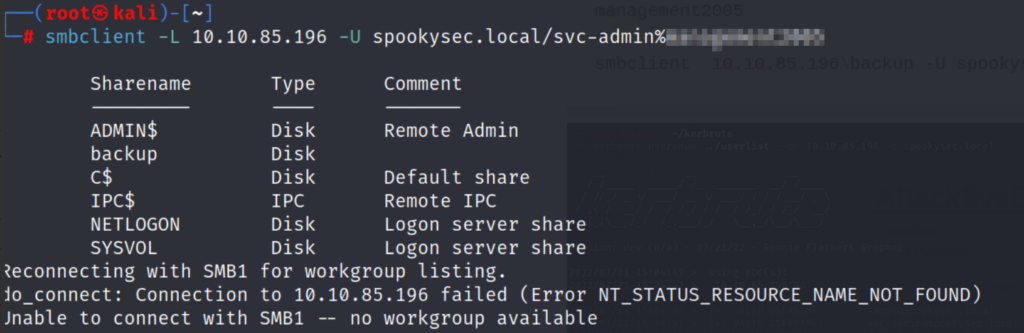 ┌──(root㉿kali)-[~]
└─# smbclient -L 10.10.85.196 -U spookysec.local/svc-admin%
management2005
smbclient 10.10.85.196 backup -U spooky
Sharename Type Comment
ADMIN$ Disk Remote Admin
backup Disk
C$ Disk Default share
IPC$ IPC Remote IPC
NETLOGON Disk Logon server share
SYSVOL Disk Logon server share
Reconnecting with SMB1 for workgroup listing.
do_connect: Connection to 10.10.85.196 failed (Error NT_STATUS_RESOURCE_NAME_NOT_FOUND)
Unable to connect with SMB1 -- no workgroup available